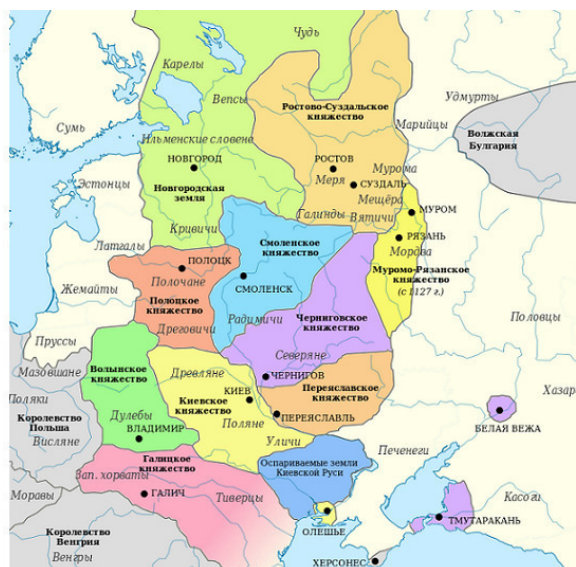 Чудь
Карелы
Вепсы
Удмурты
Ростово-Суздальское
княжество
Сумь
Марийцы
Волжская
Булгария
Ильменские словене
НОВГОРОД
РОСТОВ
Меря
Мурома
СУЗДАЛЬ
Эстонцы
Новгородская
земля
Мещёра
Галинды
Вятичи
МУРОМ
Кривичи
РЯЗАНЬ
Латгалы
Смоленское
княжество
Мордва
ПОЛОЦК
Муромо-Рязанское
княжество
(с 1127 г.)
Полочане
СМОЛЕНСК
Жемайты
Полоцкое
княжество
Радимичи
Черниговское
княжество
Половцы
Дреговичи
Пруссы
Северяне
Мазовшане
Волынское
княжество
Древляне
ЧЕРНИГОВ
Переяславское
княжество
Хазар
Поляки
КИЕВ
Киевское
княжество
Королевство
Польша
Дулебы
ВЛАДИМИР
Поляне
ПЕРЕЯСЛАВЛЬ
БЕЛАЯ ВЕЖА
Висляне
Уличи
Галицкое
княжество
Печенеги
Оспариваемые земли
Киевской Руси
Зап. хорваты
Моравы
ГАЛИЧ
Тиверцы
Касоги
ТМУТАРАКАНЬ
Королевство
Венгрия
ОЛЕШЬЕ
Венгры
ХЕРСОНЕС